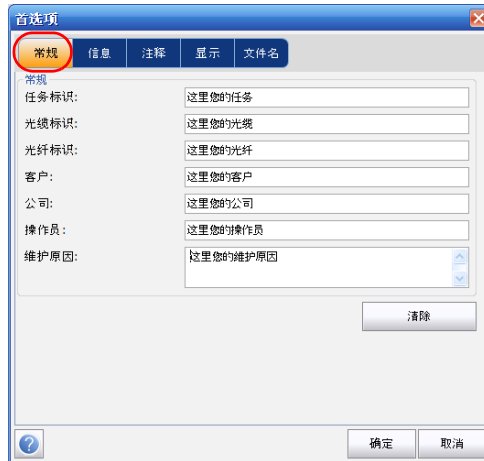 首选项
常规 信息 注释 显示 文件名
常规
任务标识: 这里您的任务
光缆标识: 这里您的光缆
光纤标识: 这里您的光纤
客户: 这里您的客户
公司: 这里您的公司
操作员: 这里您的操作员
维护原因: 这里您的维护原因
清除
? 确定 取消